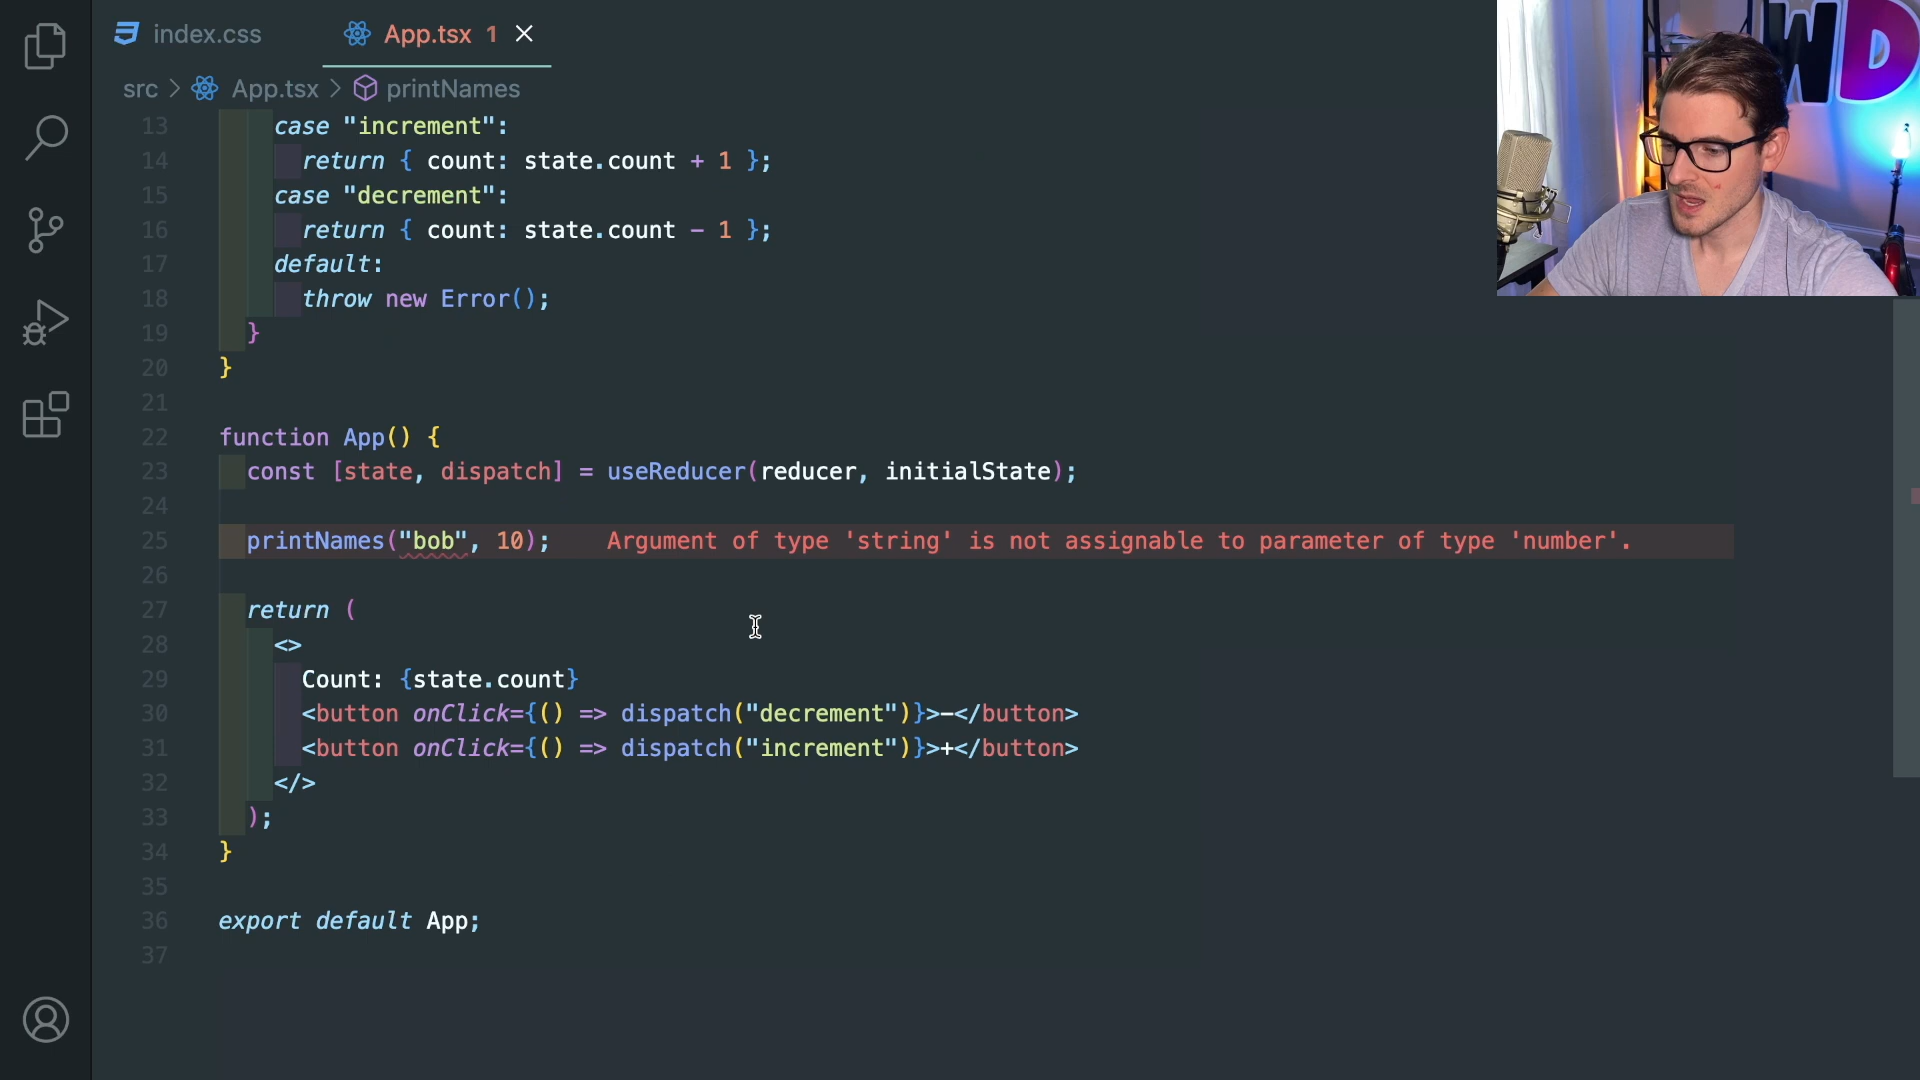 index.css
App.tsx 1
src > App.tsx > printNames
13 case "increment":
14 return { count: state.count + 1 };
15 case "decrement":
16 return { count: state.count - 1 };
17 default:
18 throw new Error();
19 }
20 }
21
22 function App() {
23 const [state, dispatch] = useReducer(reducer, initialState);
24
25 printNames("bob", 10); Argument of type 'string' is not assignable to parameter of type 'number'.
26
27 return (
28 <>
29 Count: {state.count}
30 <button onClick={() => dispatch("decrement")}>-</button>
31 <button onClick={() => dispatch("increment")}>+</button>
32 </>
33 );
34 }
35
36 export default App;
37
WD